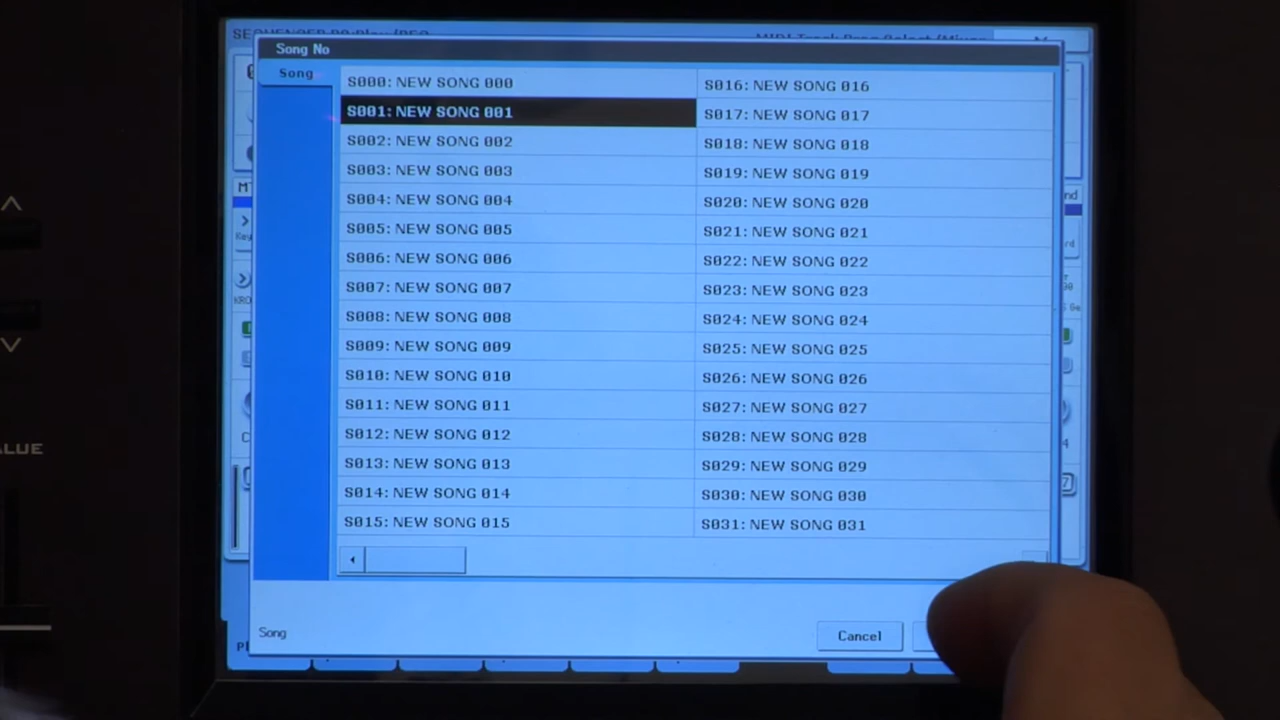 Song No
Song
S000: NEW SONG 000
S001: NEW SONG 001
S002: NEW SONG 002
S003: NEW SONG 003
S004: NEW SONG 004
S005: NEW SONG 005
S006: NEW SONG 006
S007: NEW SONG 007
S008: NEW SONG 008
S009: NEW SONG 009
S010: NEW SONG 010
S011: NEW SONG 011
S012: NEW SONG 012
S013: NEW SONG 013
S014: NEW SONG 014
S015: NEW SONG 015
S016: NEW SONG 016
S017: NEW SONG 017
S018: NEW SONG 018
S019: NEW SONG 019
S020: NEW SONG 020
S021: NEW SONG 021
S022: NEW SONG 022
S023: NEW SONG 023
S024: NEW SONG 024
S025: NEW SONG 025
S026: NEW SONG 026
S027: NEW SONG 027
S028: NEW SONG 028
S029: NEW SONG 029
S030: NEW SONG 030
S031: NEW SONG 031
Song
Cancel
ALUE